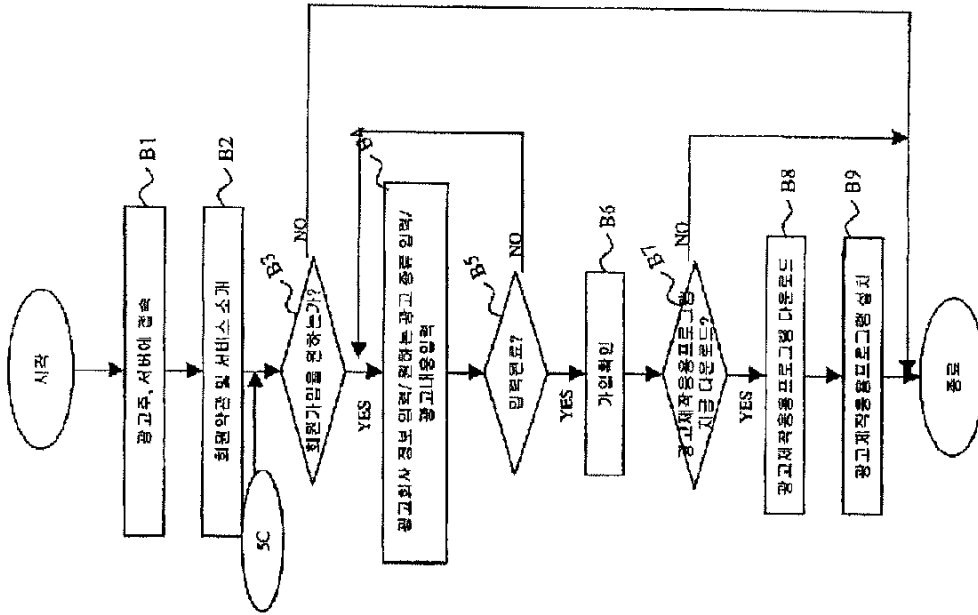 시작
광고주, 서버에 접속
B1
회원약관 및 서비스 소개
B2
5C
회원가입을 원하는가?
B3
NO
YES
광고회사 정보 입력/ 원하는 광고 종류 입력/
광고내용입력
B4
입력완료?
B5
NO
YES
가입확인
B6
광고제작응용프로그램
지금 다운로드?
B7
NO
YES
광고제작응용프로그램 다운로드
B8
광고제작응용프로그램 설치
B9
종료